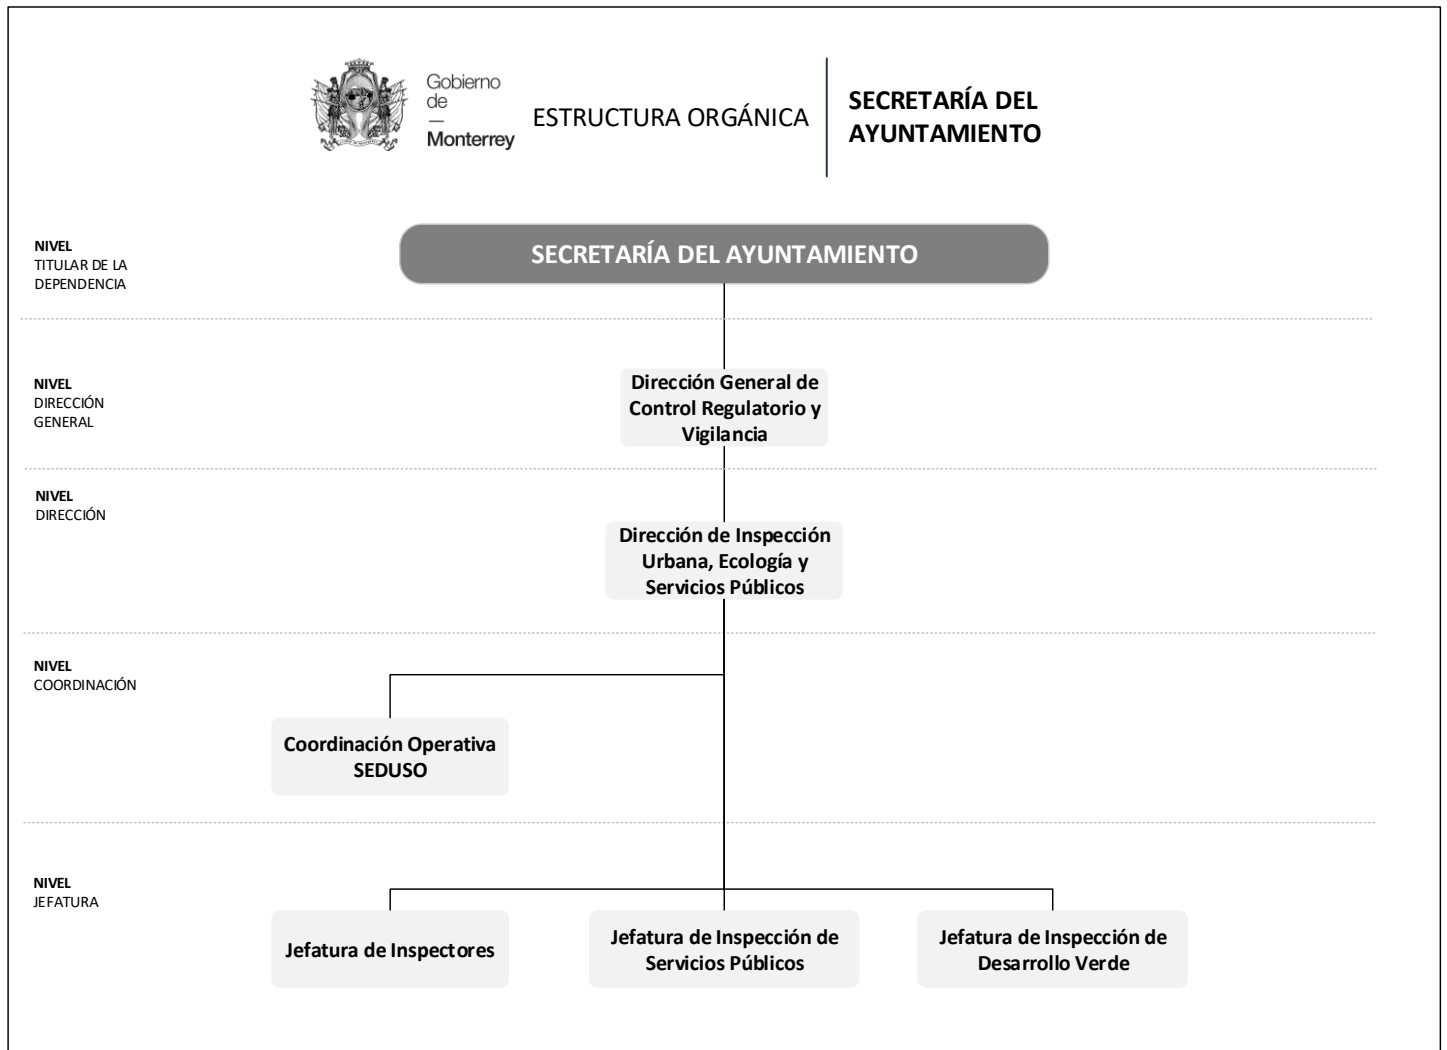 Gobierno
de
—
Monterrey
ESTRUCTURA ORGÁNICA
SECRETARÍA DEL
AYUNTAMIENTO
NIVEL
TITULAR DE LA
DEPENDENCIA
SECRETARÍA DEL AYUNTAMIENTO
NIVEL
DIRECCIÓN
GENERAL
Dirección General de
Control Regulatorio y
Vigilancia
NIVEL
DIRECCIÓN
Dirección de Inspección
Urbana, Ecología y
Servicios Públicos
NIVEL
COORDINACIÓN
Coordinación Operativa
SEDUSO
NIVEL
JEFATURA
Jefatura de Inspectores
Jefatura de Inspección de
Servicios Públicos
Jefatura de Inspección de
Desarrollo Verde